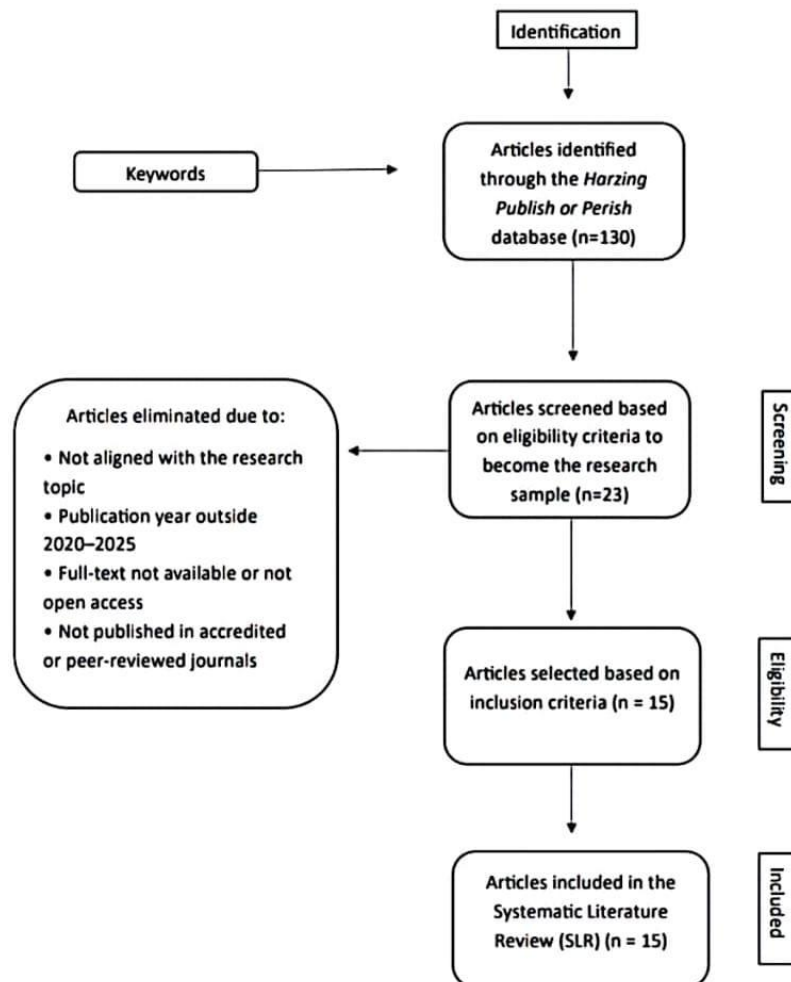 Identification
Keywords
Articles identified
through the Harzing
Publish or Perish
database (n=130)
Articles eliminated due to:
• Not aligned with the research
topic
• Publication year outside
2020–2025
• Full-text not available or not
open access
• Not published in accredited
or peer-reviewed journals
Articles screened based
on eligibility criteria to
become the research
sample (n=23)
Screening
Articles selected based on
inclusion criteria (n = 15)
Eligibility
Articles included in the
Systematic Literature
Review (SLR) (n = 15)
Included